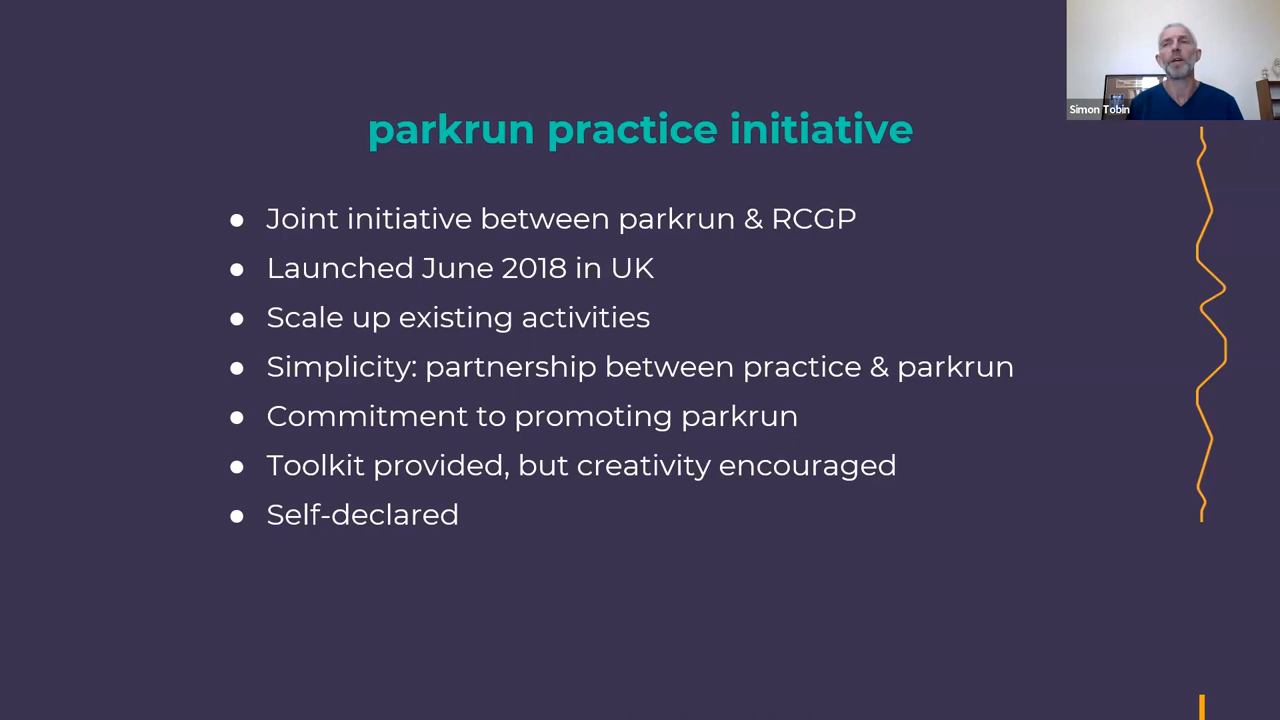 Simon Tobin
parkrun practice initiative
● Joint initiative between parkrun & RCGP
● Launched June 2018 in UK
● Scale up existing activities
● Simplicity: partnership between practice & parkrun
● Commitment to promoting parkrun
● Toolkit provided, but creativity encouraged
● Self-declared